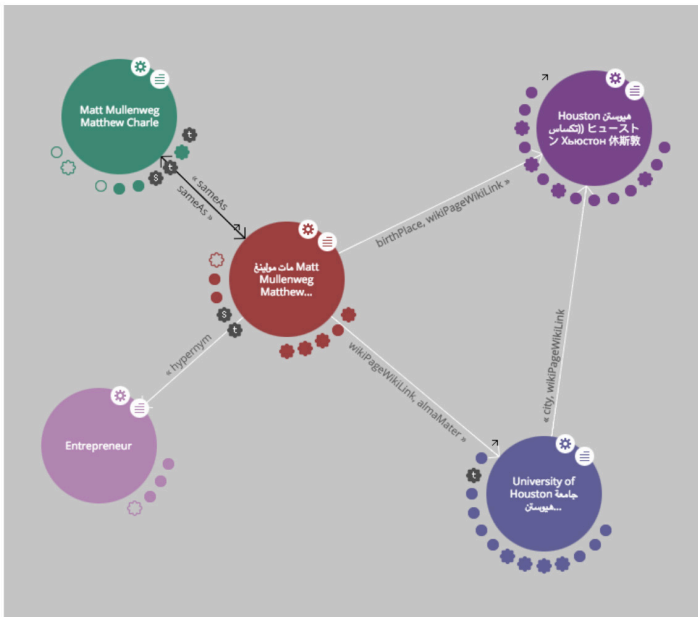 Matt Mullenweg
Matthew Charle
هيوستن Houston
((تكساس ヒュースト
ン Хьюстон 休斯敦
t
t
$
« sameAs
sameAs »
birthPlace, wikiPageWikiLink »
مات مولينغ Matt
Mullenweg
Matthew...
$
t
« hypernym
wikiPageWikiLink, almaMater »
« city, wikiPageWikiLink
Entrepreneur
t
University of
Houston جامعة
هيوستن...